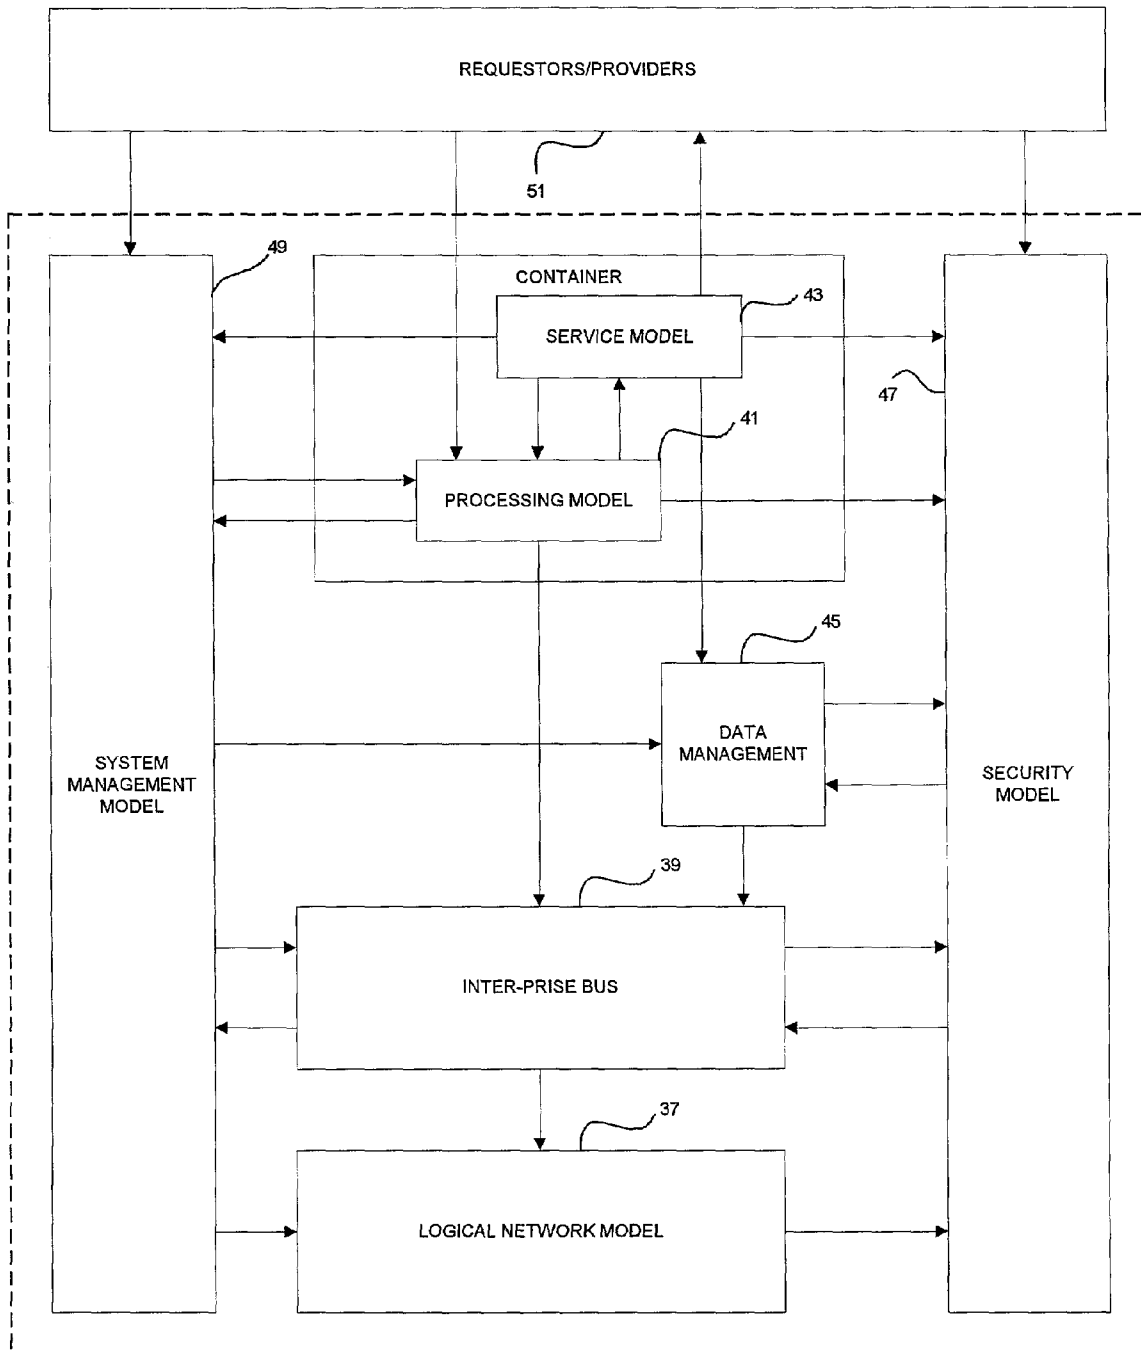 REQUESTORS/PROVIDERS
51
49
CONTAINER
43
SERVICE MODEL
47
41
PROCESSING MODEL
45
DATA
MANAGEMENT
SYSTEM
MANAGEMENT
MODEL
SECURITY
MODEL
39
INTER-PRISE BUS
37
LOGICAL NETWORK MODEL